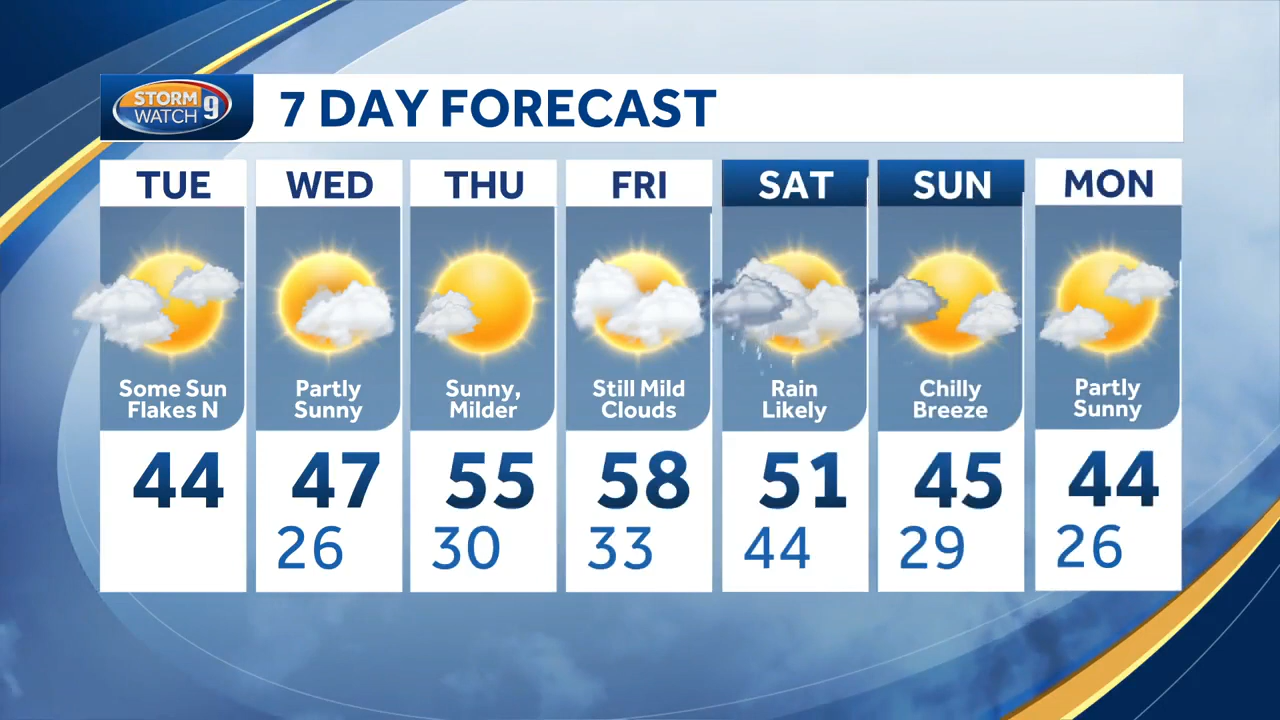 STORM
WATCH 9
7 DAY FORECAST
TUE
Some Sun
Flakes N
44
WED
Partly
Sunny
47
26
THU
Sunny,
Milder
55
30
FRI
Still Mild
Clouds
58
33
SAT
Rain
Likely
51
44
SUN
Chilly
Breeze
45
29
MON
Partly
Sunny
44
26